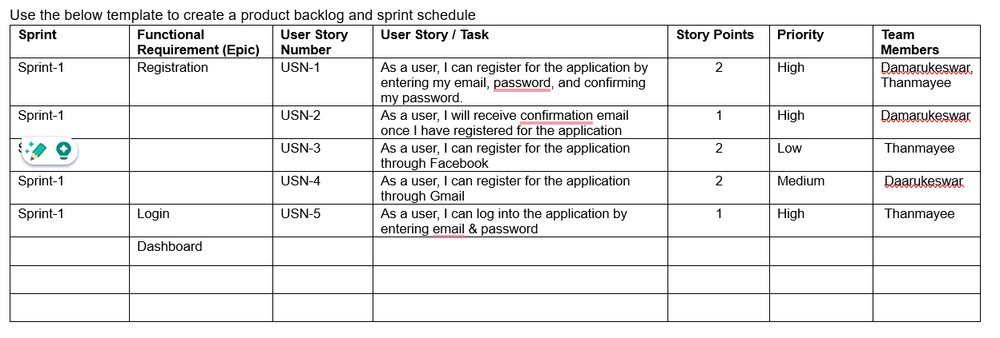 Use the below template to create a product backlog and sprint schedule
Sprint Functional Requirement (Epic) User Story Number User Story / Task Story Points Priority Team Members
Sprint-1 Registration USN-1 As a user, I can register for the application by 2 High Damarukeswar,
entering my email, password, and confirming Thanmayee
my password.
Sprint-1 USN-2 As a user, I will receive confirmation email 1 High Damarukeswar
once I have registered for the application
USN-3 As a user, I can register for the application 2 Low Thanmayee
through Facebook
Sprint-1 USN-4 As a user, I can register for the application 2 Medium Daarukeswar
through Gmail
Sprint-1 Login USN-5 As a user, I can log into the application by 1 High Thanmayee
entering email & password
Dashboard